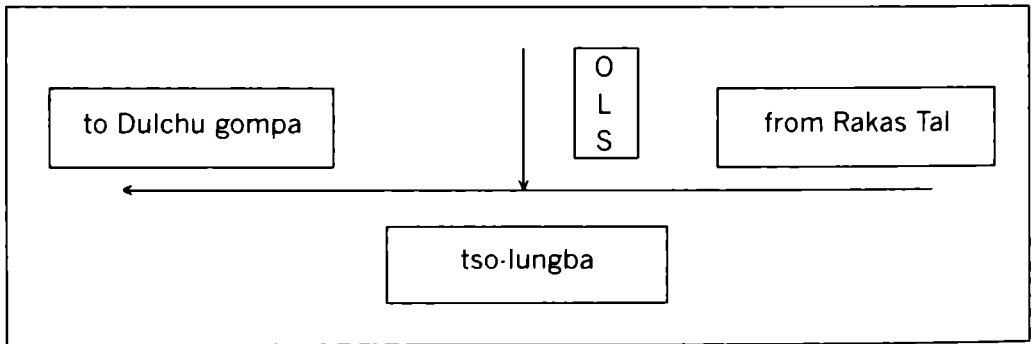 to Dulchu gompa
O
L
S
from Rakas Tal
tso-lungba